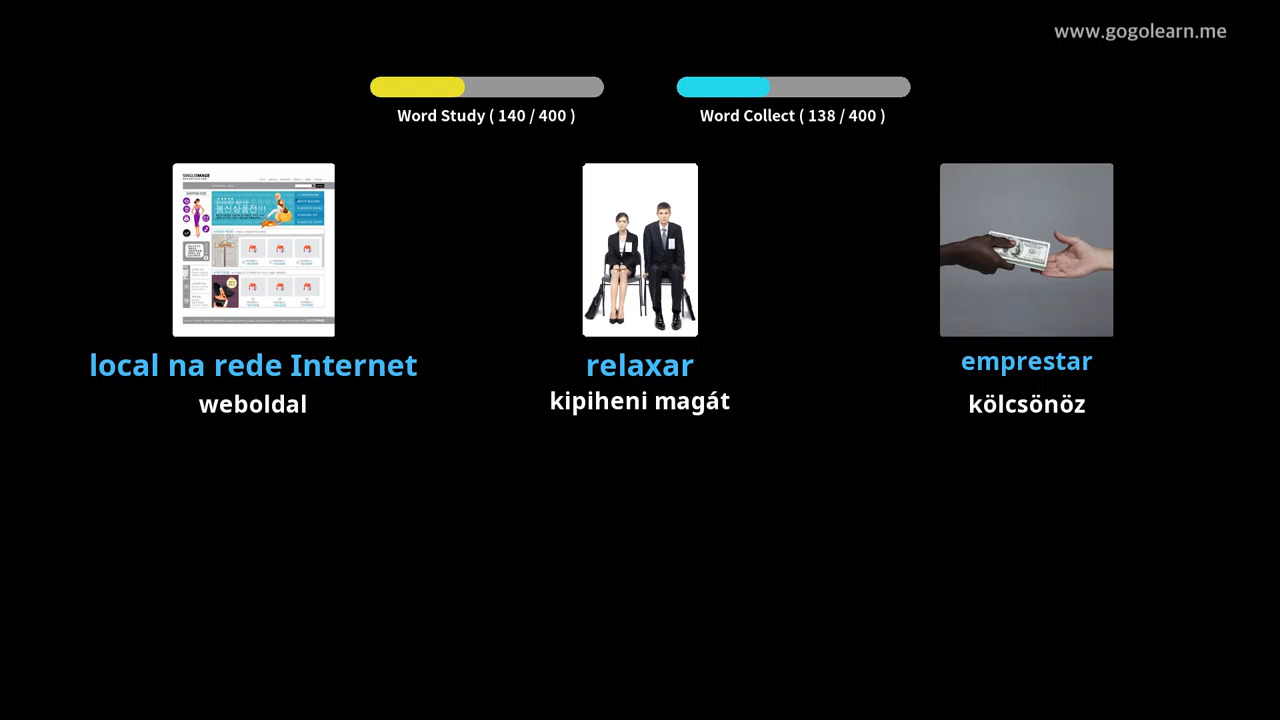 www.gogolearn.me
Word Study ( 140 / 400 )
Word Collect ( 138 / 400 )
local na rede Internet
weboldal
relaxar
kipiheni magát
emprestar
kölcsönöz